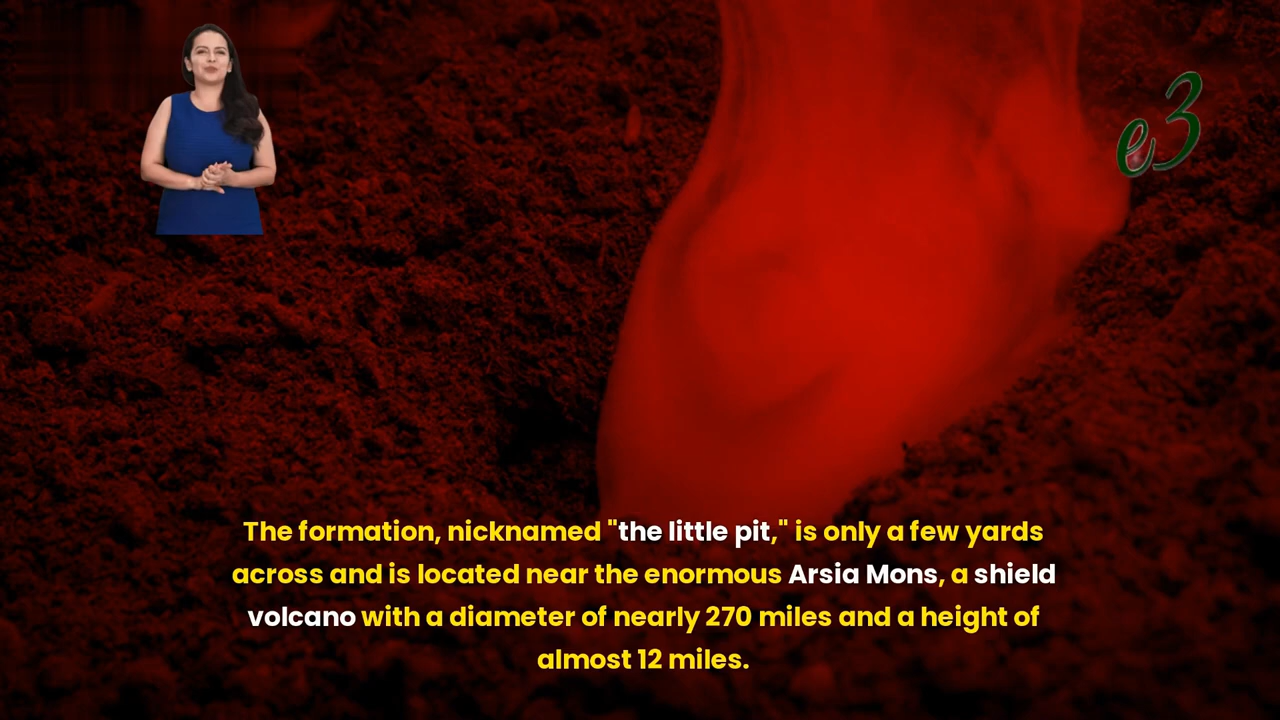 e3
The formation, nicknamed "the little pit," is only a few yards
across and is located near the enormous Arsia Mons, a shield
volcano with a diameter of nearly 270 miles and a height of
almost 12 miles.